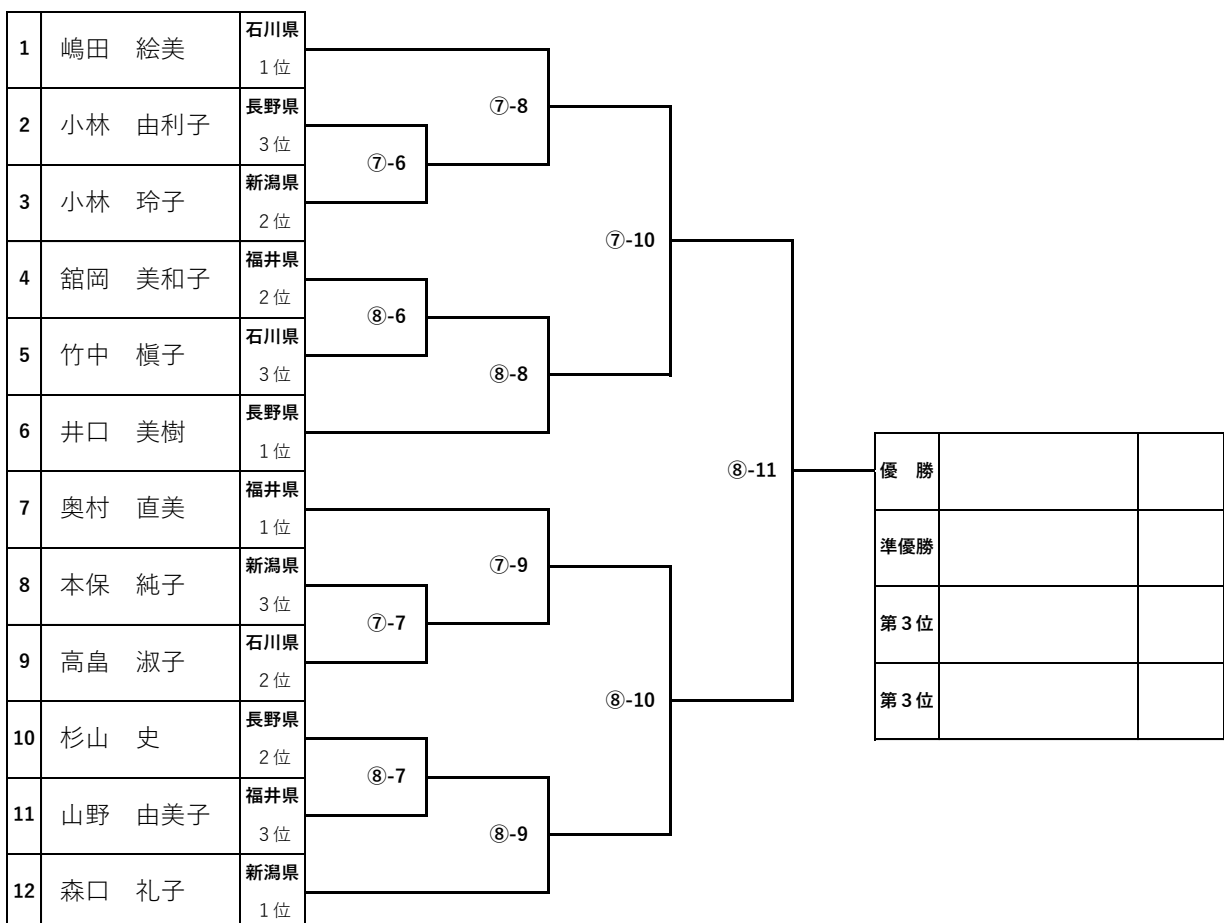 1 嶋田　絵美 石川県
1位
⑦-8
2 小林　由利子 長野県
3位
⑦-6
3 小林　玲子 新潟県
2位
⑦-10
4 舘岡　美和子 福井県
2位
⑧-6
5 竹中　槇子 石川県
3位
⑧-8
6 井口　美樹 長野県
1位
⑧-11
優　勝
7 奥村　直美 福井県
1位
準優勝
8 本保　純子 新潟県
3位
⑦-9
⑦-7
第３位
9 高畠　淑子 石川県
2位
⑧-10
第３位
10 杉山　史 長野県
2位
⑧-7
11 山野　由美子 福井県
3位
⑧-9
12 森口　礼子 新潟県
1位